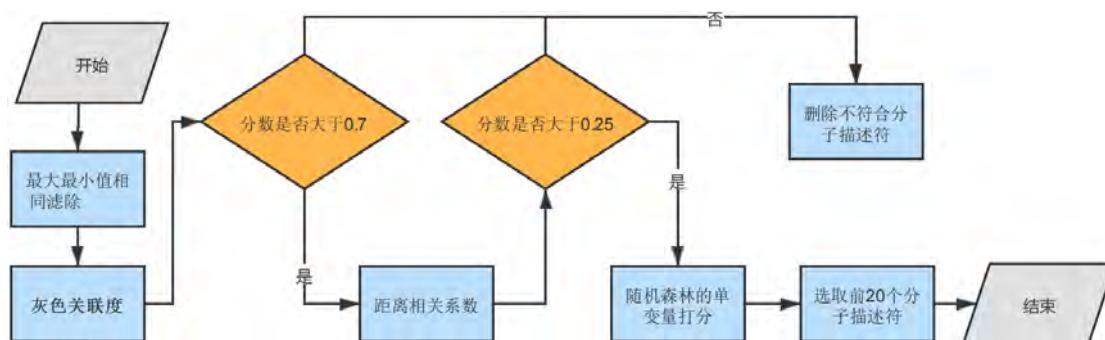 开始
最大最小值相
同滤除
灰色关联度
分数是否大于0.7
是
距离相关系数
分数是否大于0.25
否
删除不符合分
子描述符
是
随机森林的单
变量打分
选取前20个分
子描述符
结束